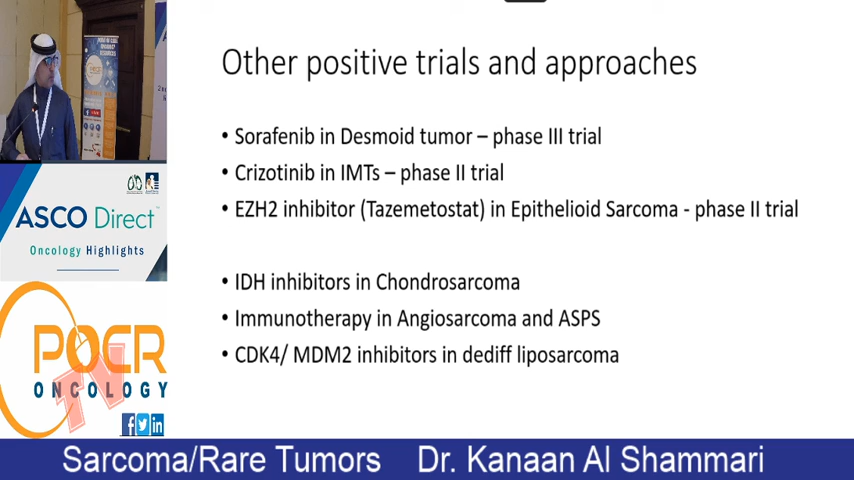 Other positive trials and approaches
• Sorafenib in Desmoid tumor – phase III trial
• Crizotinib in IMTs – phase II trial
• EZH2 inhibitor (Tazemetostat) in Epithelioid Sarcoma - phase II trial
• IDH inhibitors in Chondrosarcoma
• Immunotherapy in Angiosarcoma and ASPS
• CDK4/ MDM2 inhibitors in dediff liposarcoma
ASCO Direct™
Oncology Highlights
POCR
ONCOLOGY
TV
Sarcoma/Rare Tumors Dr. Kanaan Al Shammari